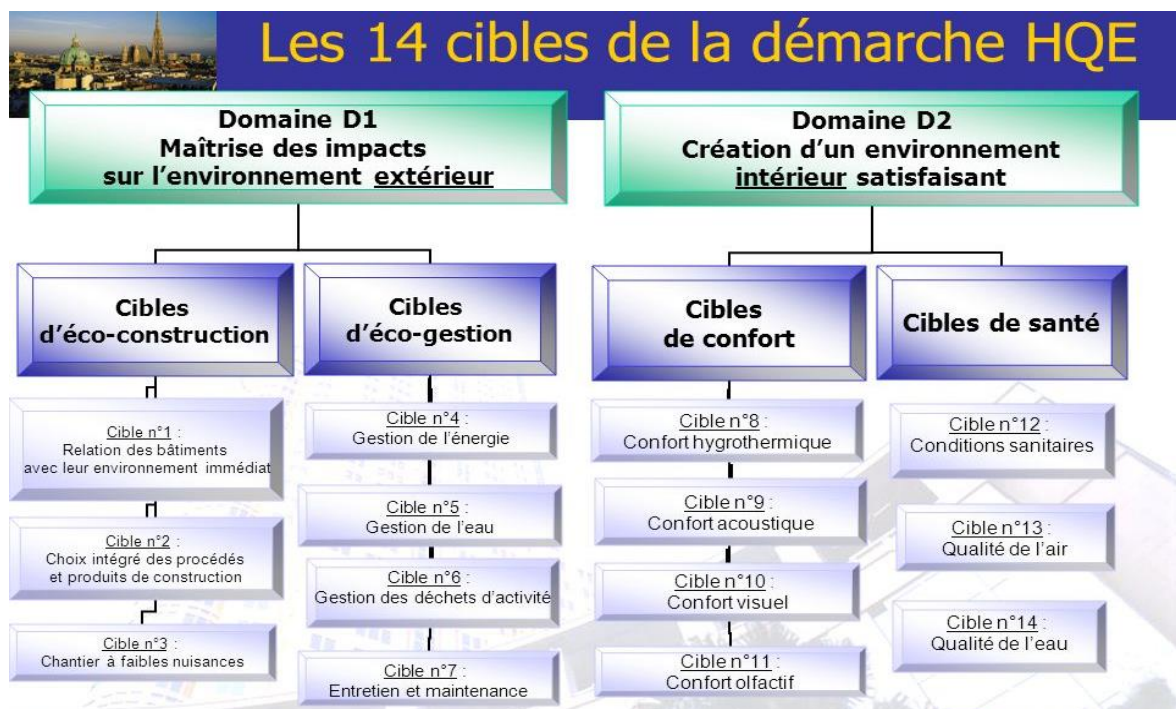 Les 14 cibles de la démarche HQE
Domaine D1
Maîtrise des impacts
sur l’environnement extérieur
Domaine D2
Création d’un environnement
intérieur satisfaisant
Cibles
d’éco-construction
Cible n°1 :
Relation des bâtiments
avec leur environnement immédiat
Cible n°2 :
Choix intégré des procédés
et produits de construction
Cible n°3 :
Chantier à faibles nuisances
Cibles
d’éco-gestion
Cible n°4 :
Gestion de l’énergie
Cible n°5 :
Gestion de l’eau
Cible n°6 :
Gestion des déchets d’activité
Cible n°7 :
Entretien et maintenance
Cibles
de confort
Cible n°8 :
Confort hygrothermique
Cible n°9 :
Confort acoustique
Cible n°10 :
Confort visuel
Cible n°11 :
Confort olfactif
Cibles de santé
Cible n°12 :
Conditions sanitaires
Cible n°13 :
Qualité de l’air
Cible n°14 :
Qualité de l’eau